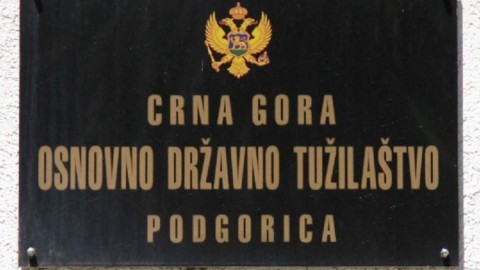 CRNA GORA
OSNOVNO DRŽAVNO TUŽILAŠTVO
PODGORICA